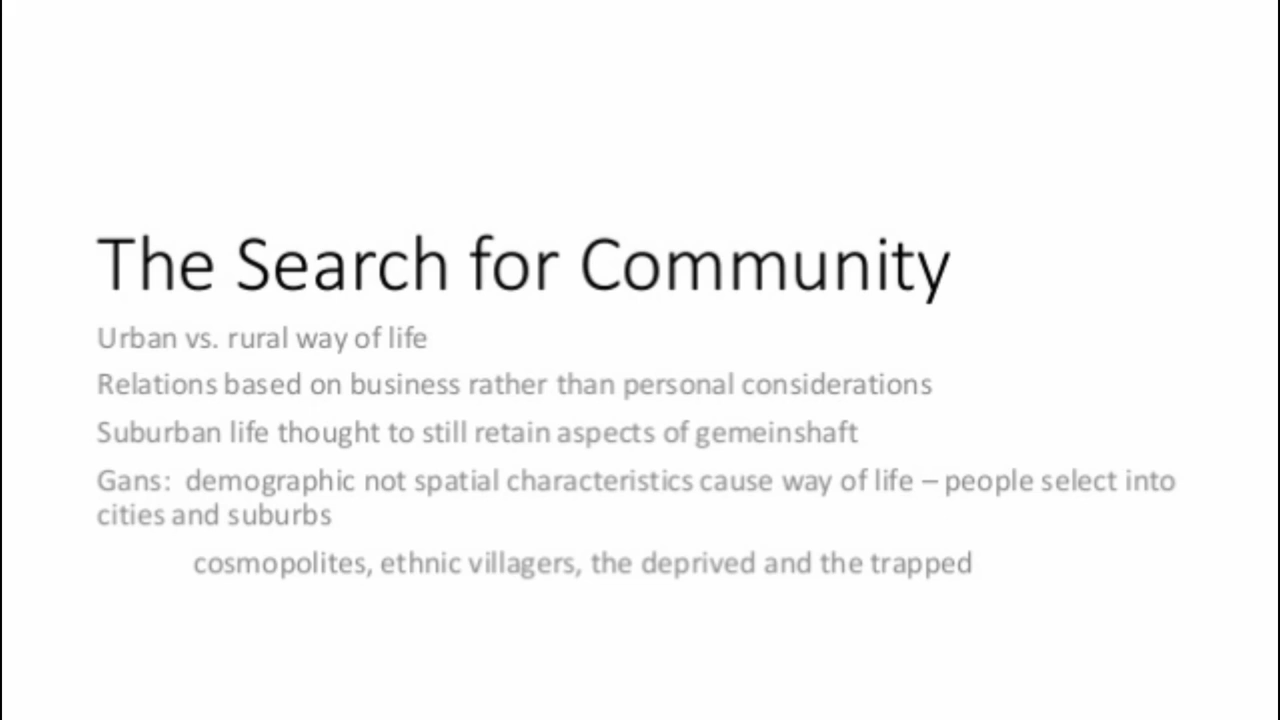 The Search for Community
Urban vs. rural way of life
Relations based on business rather than personal considerations
Suburban life thought to still retain aspects of gemeinshaft
Gans: demographic not spatial characteristics cause way of life – people select into
cities and suburbs
cosmopolites, ethnic villagers, the deprived and the trapped